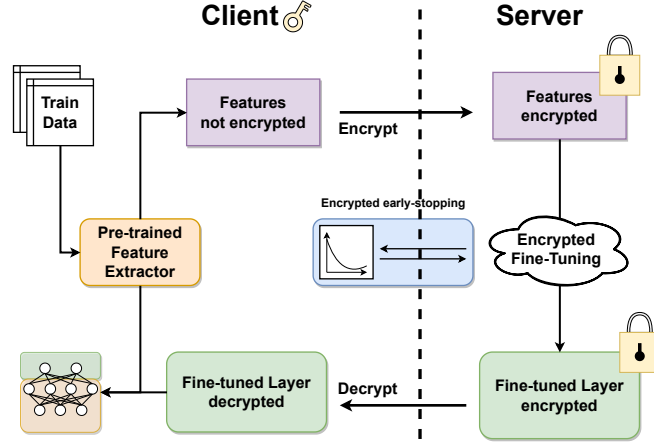 Client
Server
Train
Data
Features
not encrypted
Encrypt
Features
encrypted
Encrypted early-stopping
Pre-trained
Feature
Extractor
Encrypted
Fine-Tuning
Fine-tuned Layer
decrypted
Decrypt
Fine-tuned Layer
encrypted